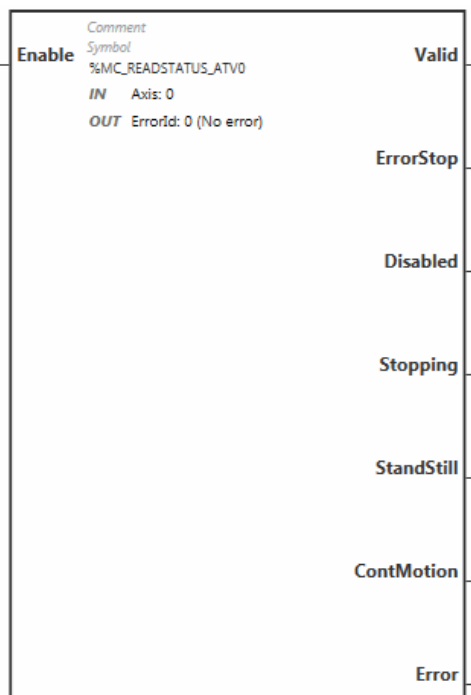 Comment
Enable Symbol Valid
%MC_READSTATUS_ATV0
IN Axis: 0
OUT ErrorId: 0 (No error)
ErrorStop
Disabled
Stopping
StandStill
ContMotion
Error